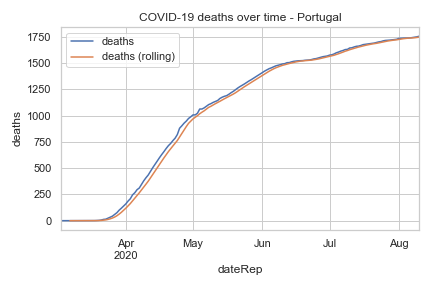 COVID-19 deaths over time - Portugal
deaths
deaths (rolling)
1750
1500
1250
1000
750
500
250
0
deaths
Apr May Jun Jul Aug
2020
dateRep